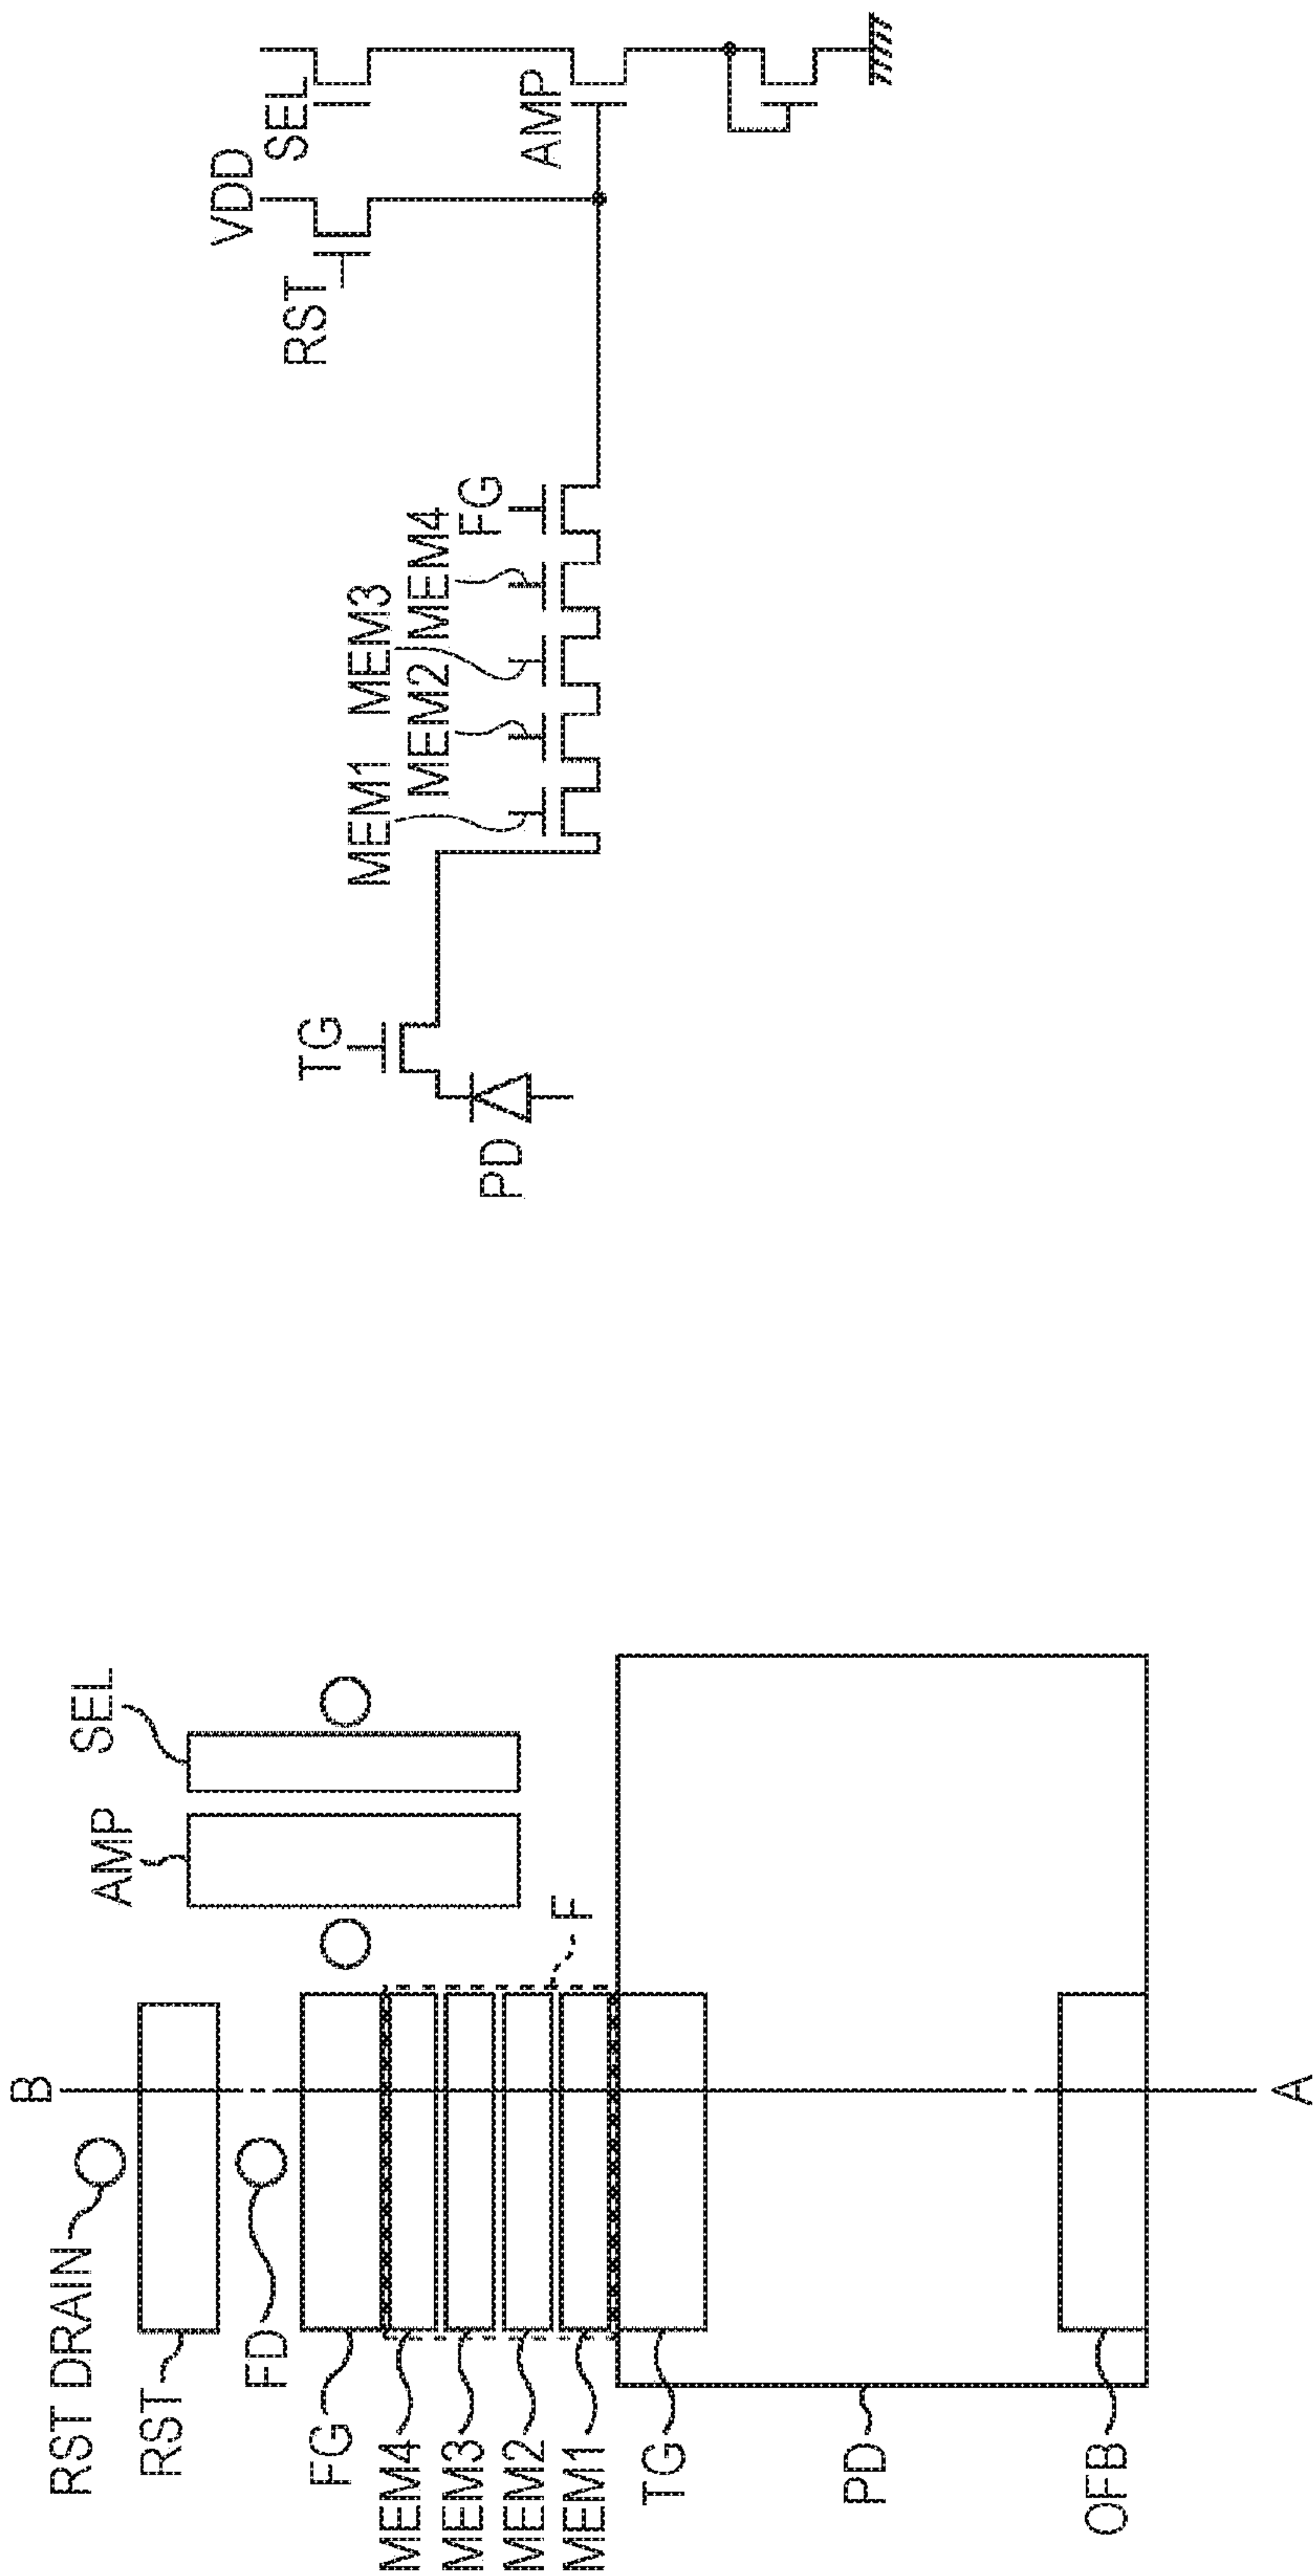 B
RST DRAIN
RST
FD
FG
MEM4
MEM3
MEM2
MEM1
TG
PD
OFB
A
F
AMP
SEL
PD
TG
MEM1
MEM2
MEM3
MEM4
FG
RST
VDD
SEL
AMP